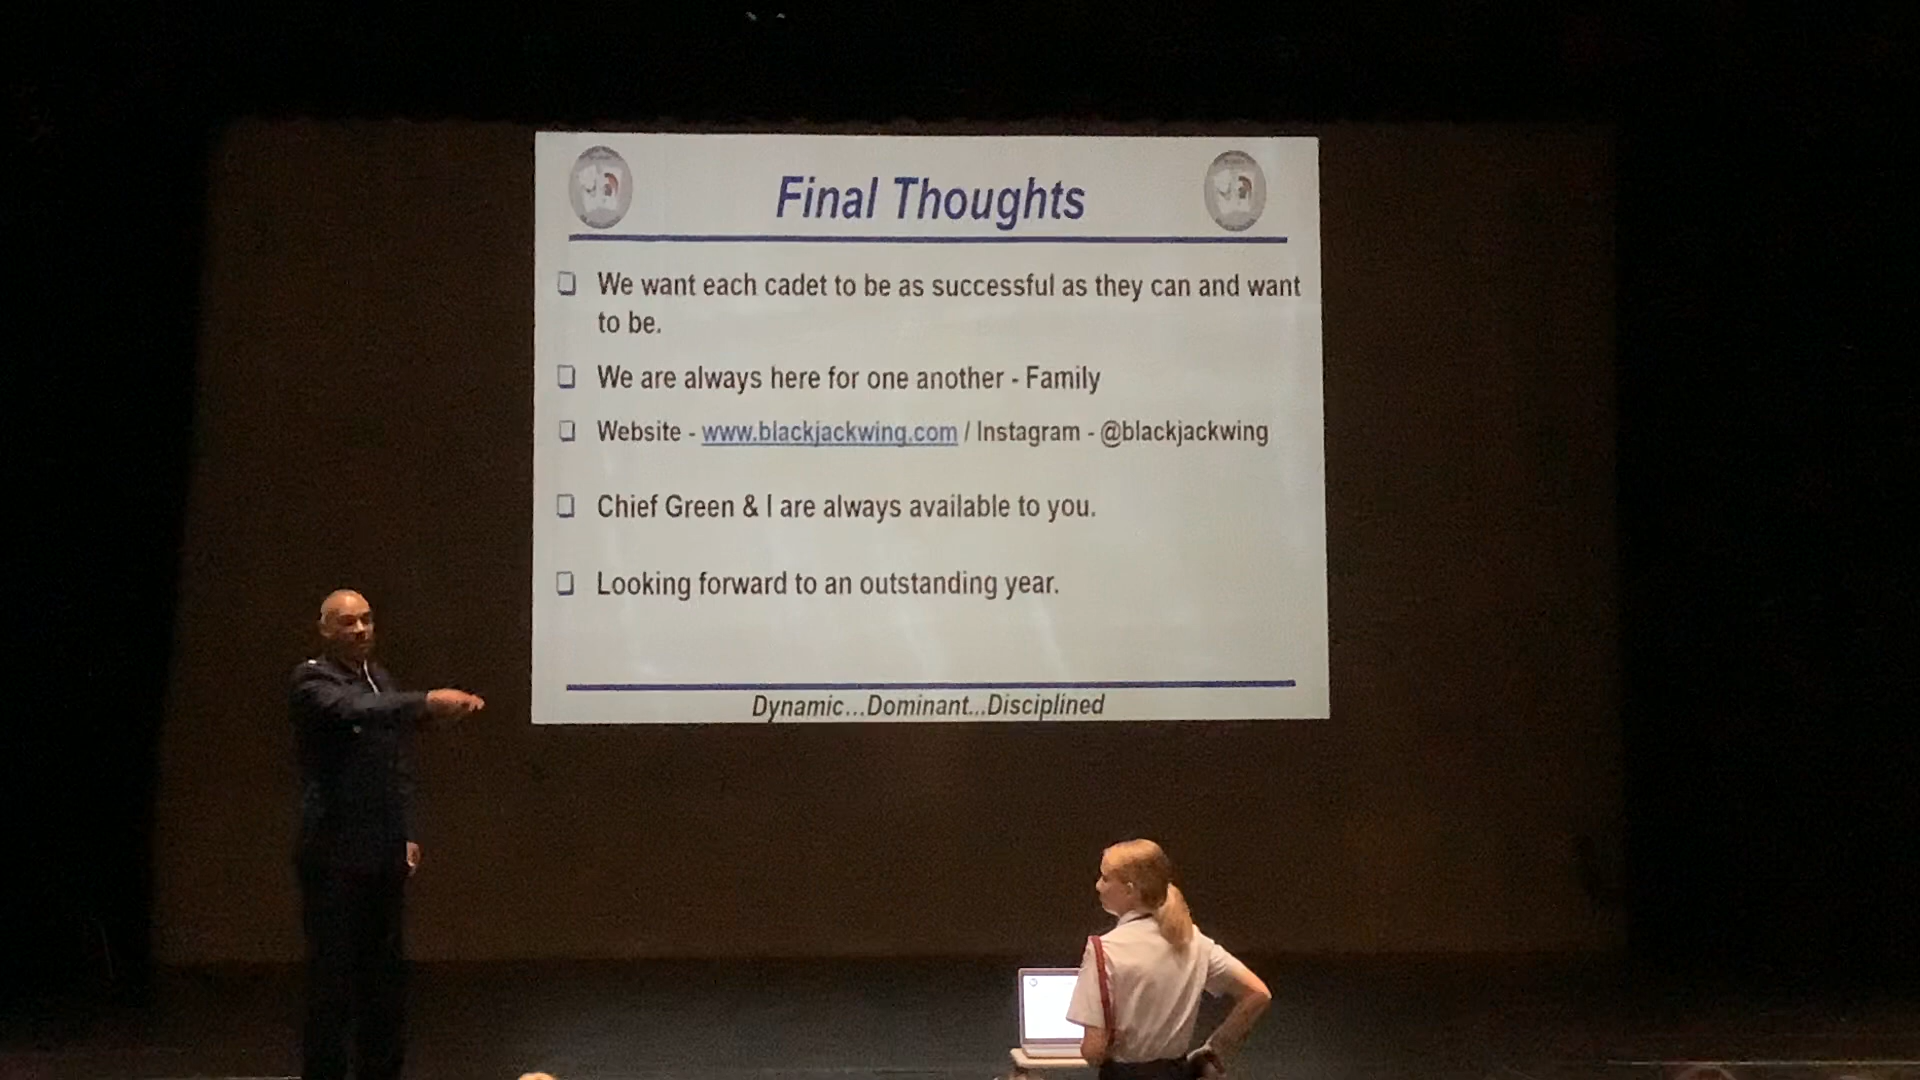 Final Thoughts
We want each cadet to be as successful as they can and want
to be.
We are always here for one another - Family
Website - www.blackjackwing.com / Instagram - @blackjackwing
Chief Green & I are always available to you.
Looking forward to an outstanding year.
Dynamic...Dominant...Disciplined